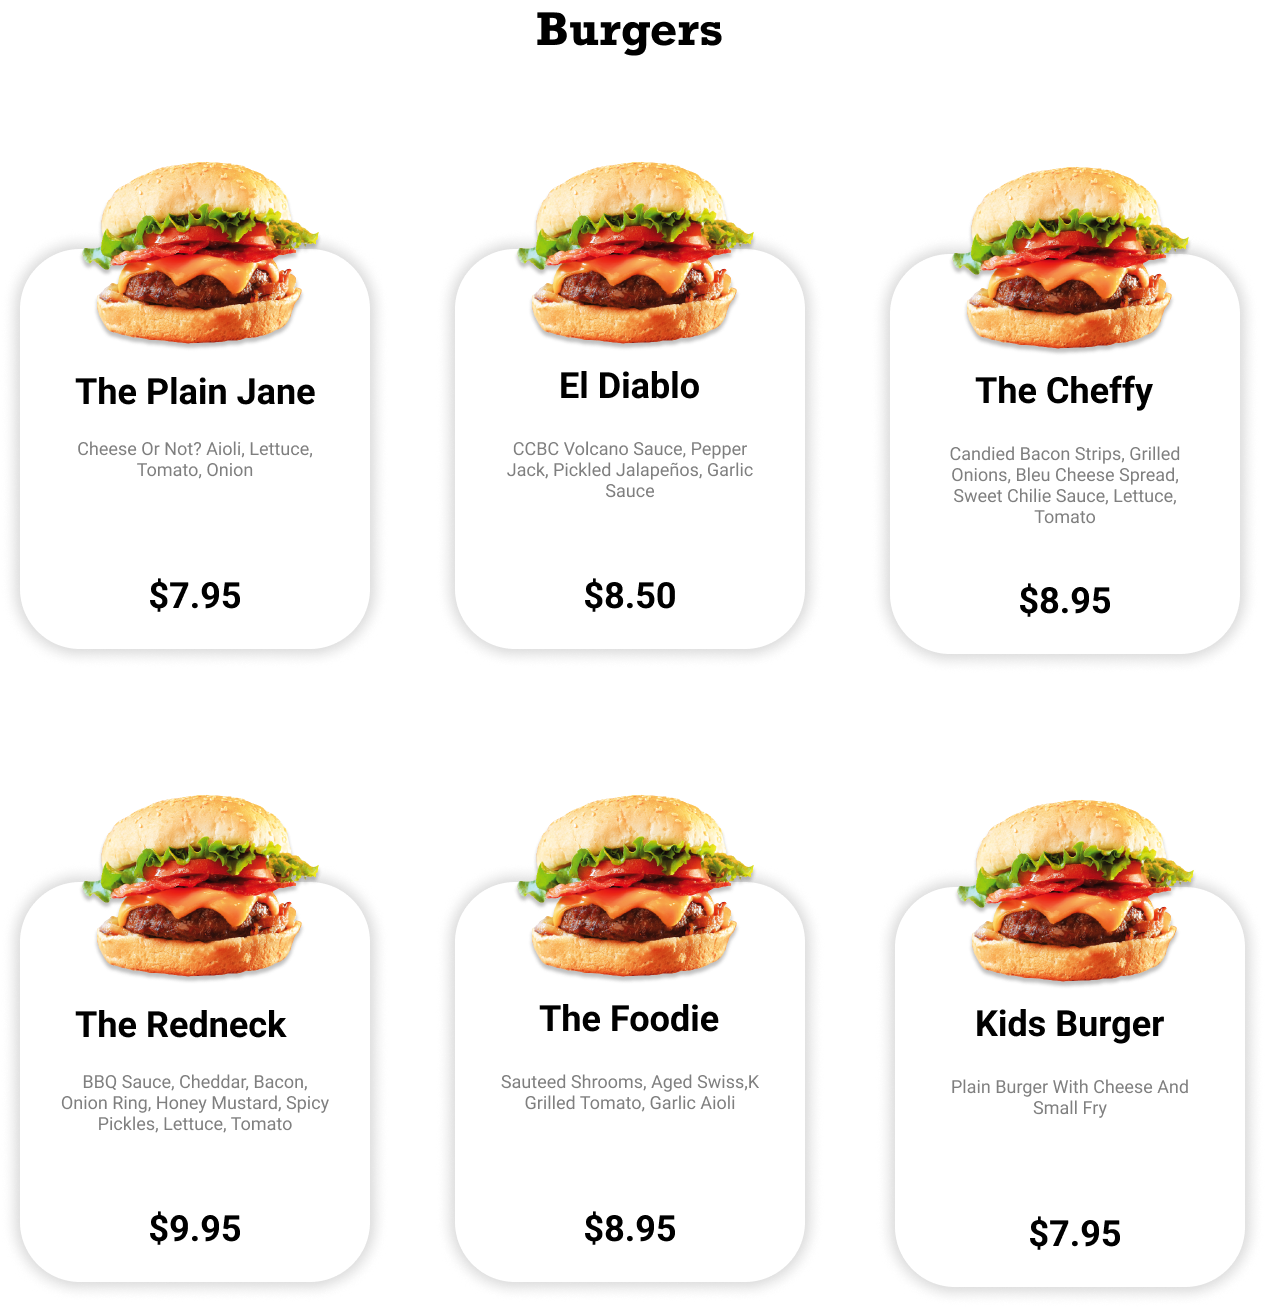 Burgers
The Plain Jane
Cheese Or Not? Aioli, Lettuce,
Tomato, Onion
$7.95
El Diablo
CCBC Volcano Sauce, Pepper
Jack, Pickled Jalapeños, Garlic
Sauce
$8.50
The Cheffy
Candied Bacon Strips, Grilled
Onions, Bleu Cheese Spread,
Sweet Chilie Sauce, Lettuce,
Tomato
$8.95
The Redneck
BBQ Sauce, Cheddar, Bacon,
Onion Ring, Honey Mustard, Spicy
Pickles, Lettuce, Tomato
$9.95
The Foodie
Sauteed Shrooms, Aged Swiss,K
Grilled Tomato, Garlic Aioli
$8.95
Kids Burger
Plain Burger With Cheese And
Small Fry
$7.95